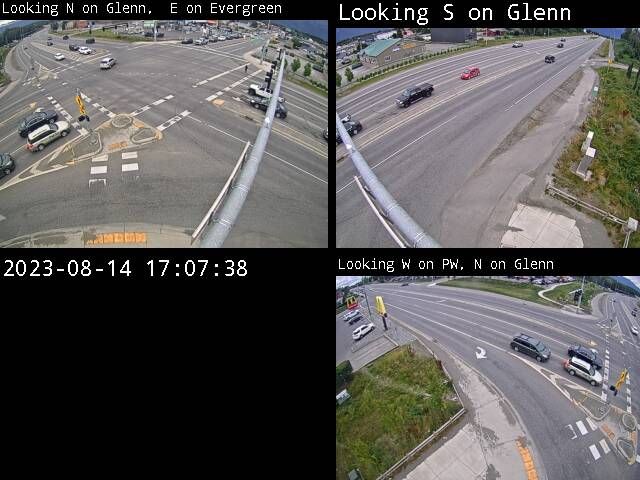 Looking N on Glenn,  E on Evergreen
Looking S on Glenn
2023-08-14 17:07:38
Looking W on PW, N on Glenn